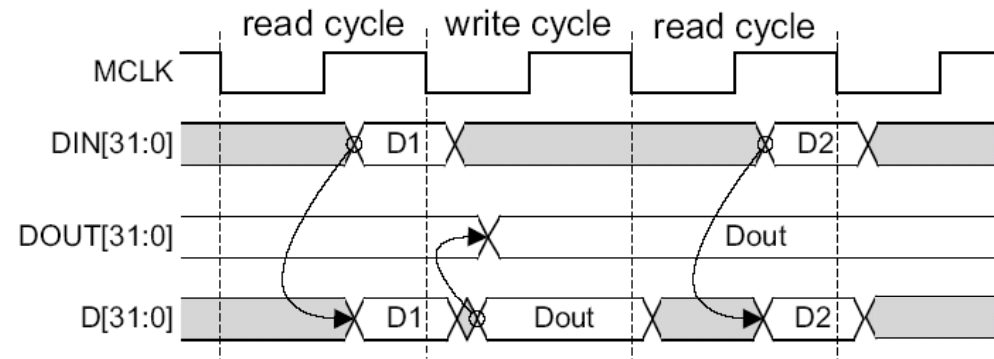 read cycle write cycle read cycle
MCLK
DIN[31:0] D1 D2
DOUT[31:0] Dout
D[31:0] D1 Dout D2